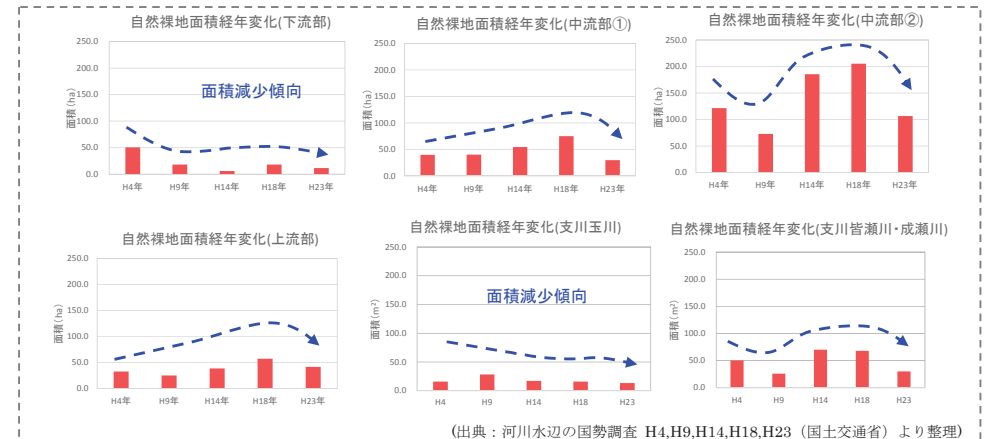 自然裸地面積経年変化(下流部)
250.0
200.0
150.0
100.0
50.0
0.0
面積(ha)
面積減少傾向
H4年 H9年 H14年 H18年 H23年
自然裸地面積経年変化(中流部①)
250.0
200.0
150.0
100.0
50.0
0.0
面積(ha)
H4年 H9年 H14年 H18年 H23年
自然裸地面積経年変化(中流部②)
250.0
200.0
150.0
100.0
50.0
0.0
面積(ha)
H4年 H9年 H14年 H18年 H23年
自然裸地面積経年変化(上流部)
250.0
200.0
150.0
100.0
50.0
0.0
面積(ha)
H4年 H9年 H14年 H18年 H23年
自然裸地面積経年変化(支川玉川)
250.0
200.0
150.0
100.0
50.0
0.0
面積(m²)
面積減少傾向
H4 H9 H14 H18 H23
自然裸地面積経年変化(支川皆瀬川・成瀬川)
250.0
200.0
150.0
100.0
50.0
0.0
面積(m²)
H4 H9 H14 H18 H23
(出典：河川水辺の国勢調査 H4,H9,H14,H18,H23（国土交通省）より整理)